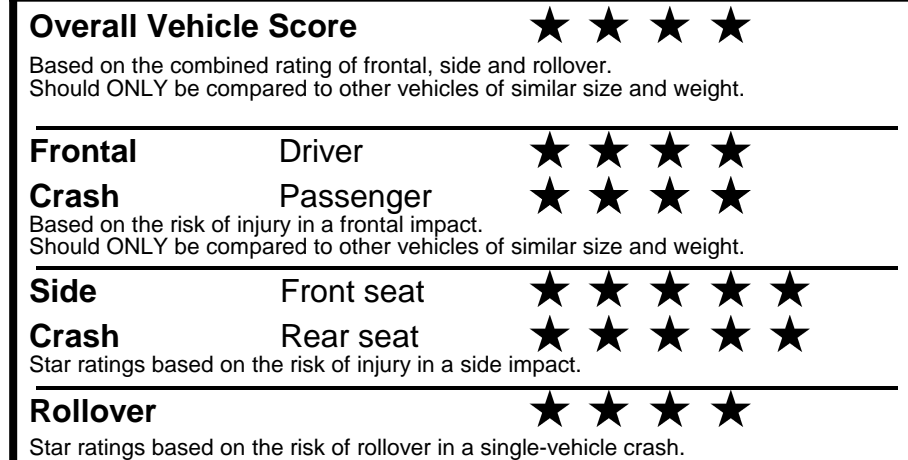 Overall Vehicle Score ★ ★ ★ ★
Based on the combined rating of frontal, side and rollover.
Should ONLY be compared to other vehicles of similar size and weight.
Frontal Driver ★ ★ ★ ★
Crash Passenger ★ ★ ★ ★
Based on the risk of injury in a frontal impact.
Should ONLY be compared to other vehicles of similar size and weight.
Side Front seat ★ ★ ★ ★ ★
Crash Rear seat ★ ★ ★ ★ ★
Star ratings based on the risk of injury in a side impact.
Rollover ★ ★ ★ ★
Star ratings based on the risk of rollover in a single-vehicle crash.